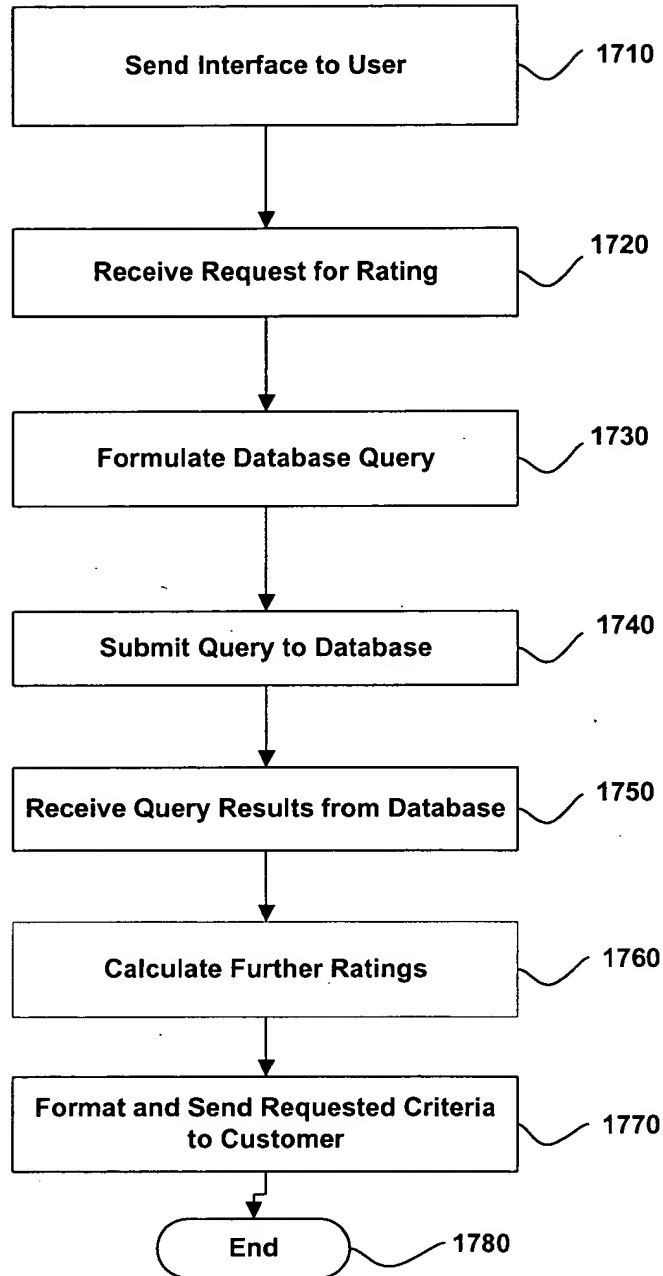 Send Interface to User
1710
Receive Request for Rating
1720
Formulate Database Query
1730
Submit Query to Database
1740
Receive Query Results from Database
1750
Calculate Further Ratings
1760
Format and Send Requested Criteria
to Customer
1770
End
1780